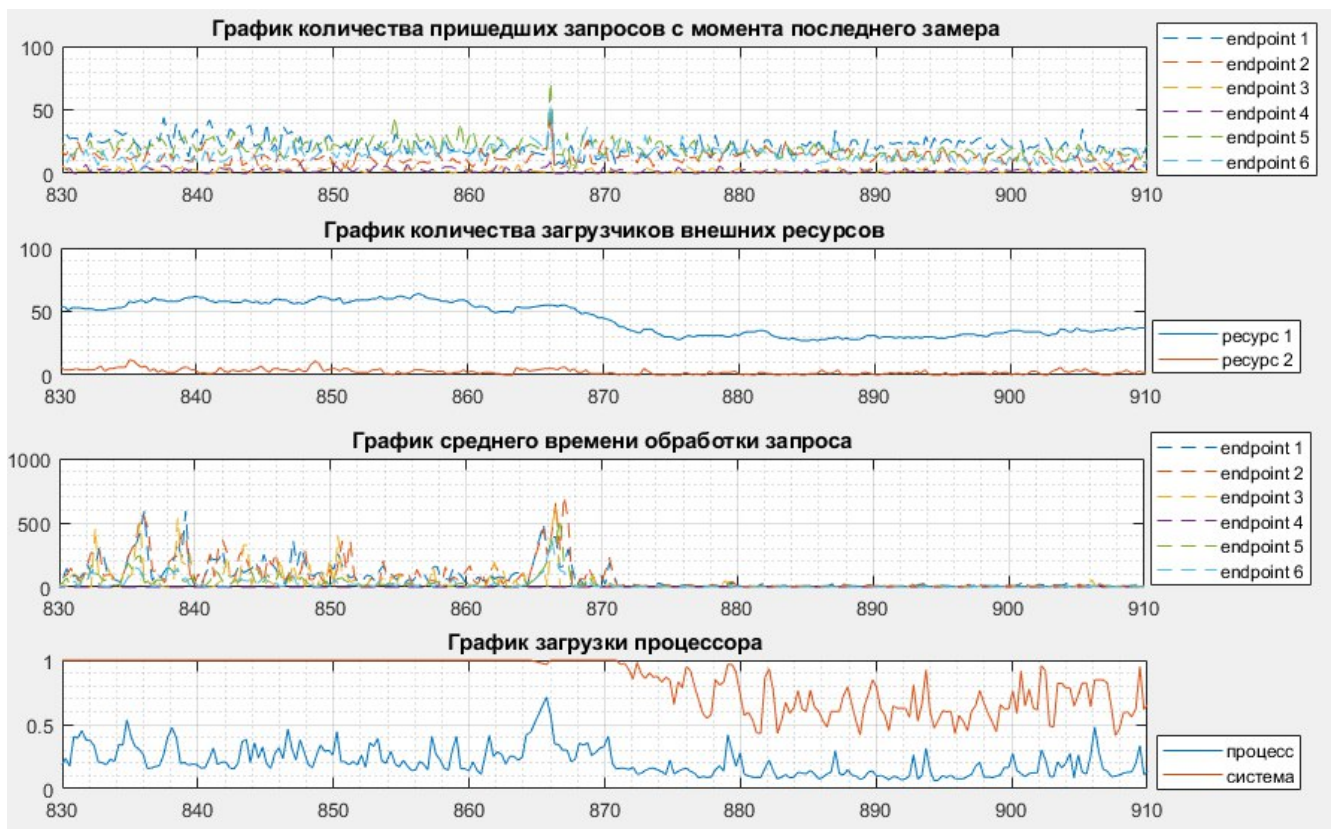 График количества пришедших запросов с момента последнего замера
100
50
0
830 840 850 860 870 880 890 900 910
endpoint 1
endpoint 2
endpoint 3
endpoint 4
endpoint 5
endpoint 6
График количества загрузчиков внешних ресурсов
100
50
0
830 840 850 860 870 880 890 900 910
ресурс 1
ресурс 2
График среднего времени обработки запроса
1000
500
0
830 840 850 860 870 880 890 900 910
endpoint 1
endpoint 2
endpoint 3
endpoint 4
endpoint 5
endpoint 6
График загрузки процессора
1
0.5
0
830 840 850 860 870 880 890 900 910
процесс
система